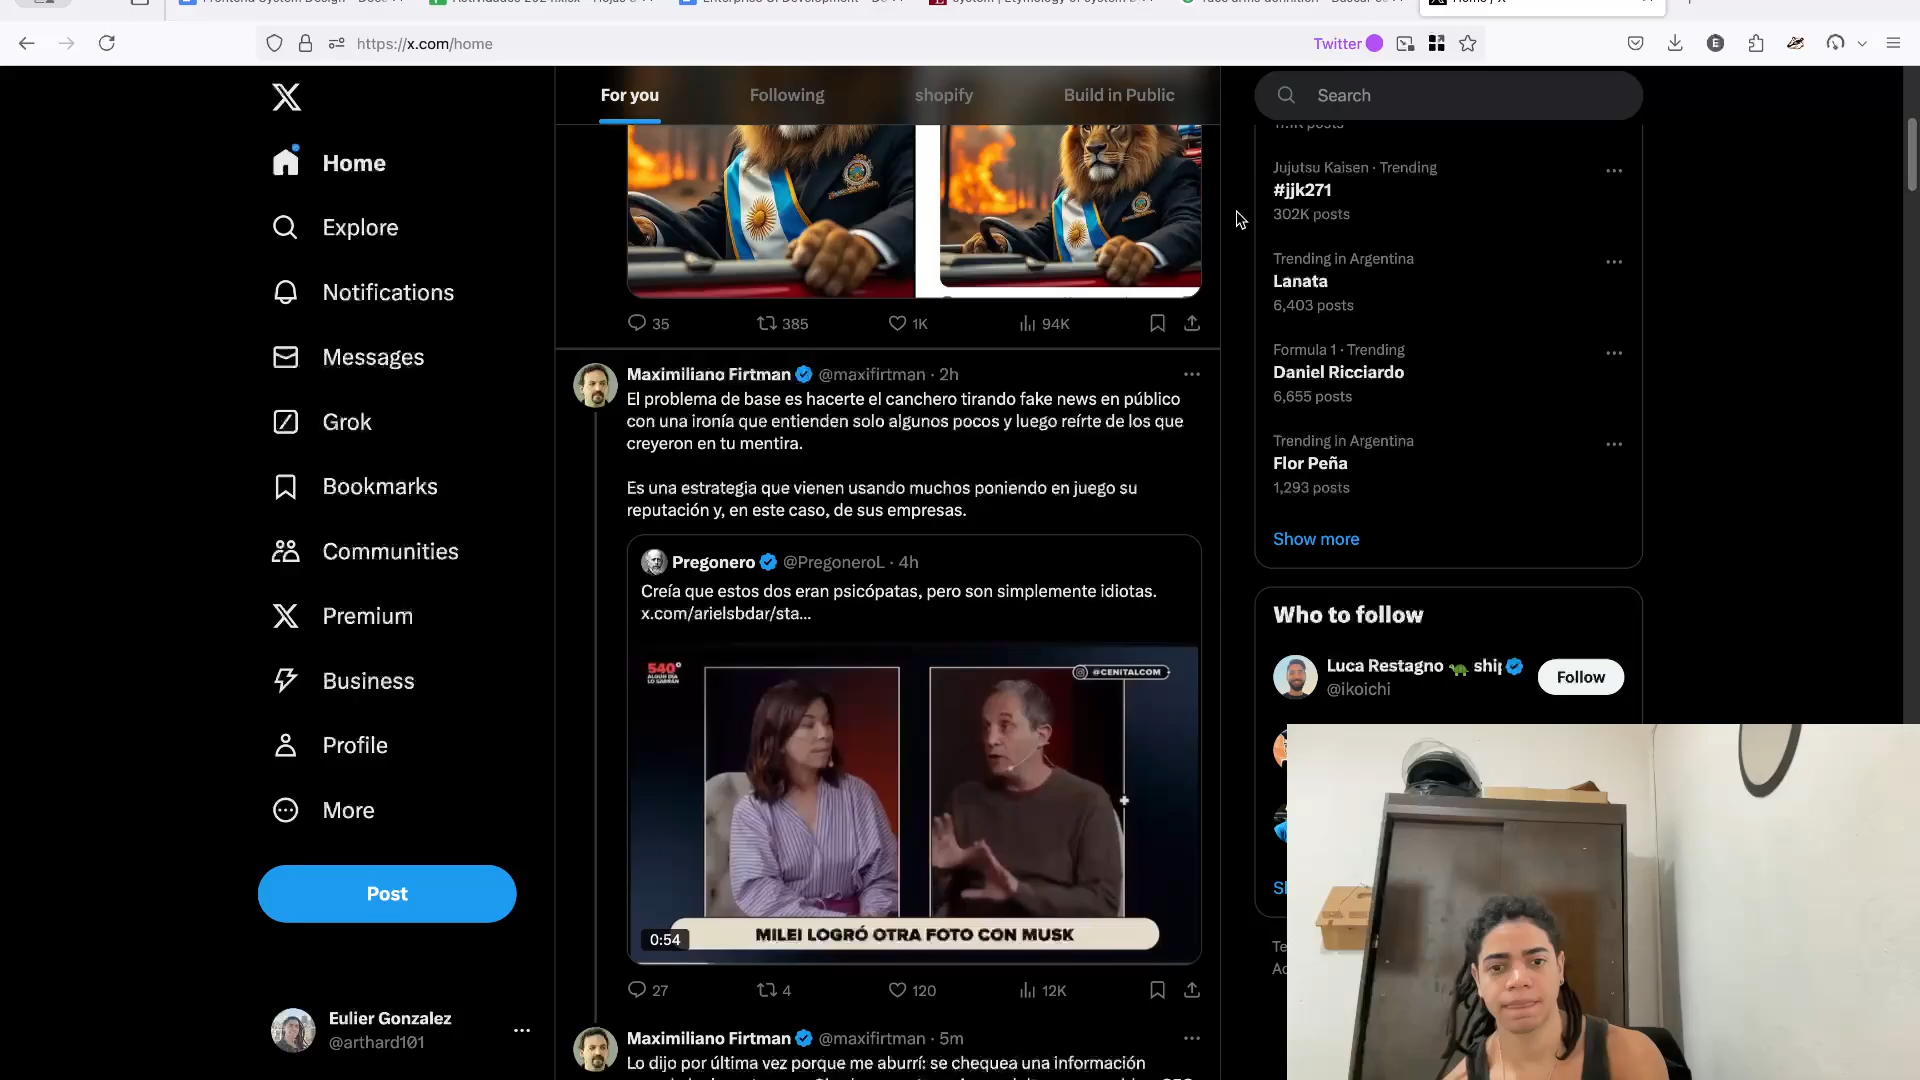 https://x.com/home
Twitter
E
Home
Explore
Notifications
Messages
Grok
Bookmarks
Communities
Premium
Business
Profile
More
Post
Eulier Gonzalez
@arthard101
For you
Following
shopify
Build in Public
35
385
1K
94K
Maximiliano Firtman @maxifirtman · 2h
El problema de base es hacerte el canchero tirando fake news en público
con una ironía que entienden solo algunos pocos y luego reírte de los que
creyeron en tu mentira.
Es una estrategia que vienen usando muchos poniendo en juego su
reputación y, en este caso, de sus empresas.
Pregonero @PregoneroL · 4h
Creía que estos dos eran psicópatas, pero son simplemente idiotas.
x.com/arielsbdar/sta...
540°
ALGÚN DÍA
LO SABRÁN
@CENITALCOM
MILEI LOGRÓ OTRA FOTO CON MUSK
0:54
27
4
120
12K
Maximiliano Firtman @maxifirtman · 5m
Lo dijo por última vez porque me aburrí: se chequea una información
Search
Jujutsu Kaisen · Trending
#jjk271
302K posts
Trending in Argentina
Lanata
6,403 posts
Formula 1 · Trending
Daniel Ricciardo
6,655 posts
Trending in Argentina
Flor Peña
1,293 posts
Show more
Who to follow
Luca Restagno
@ikoichi
Follow